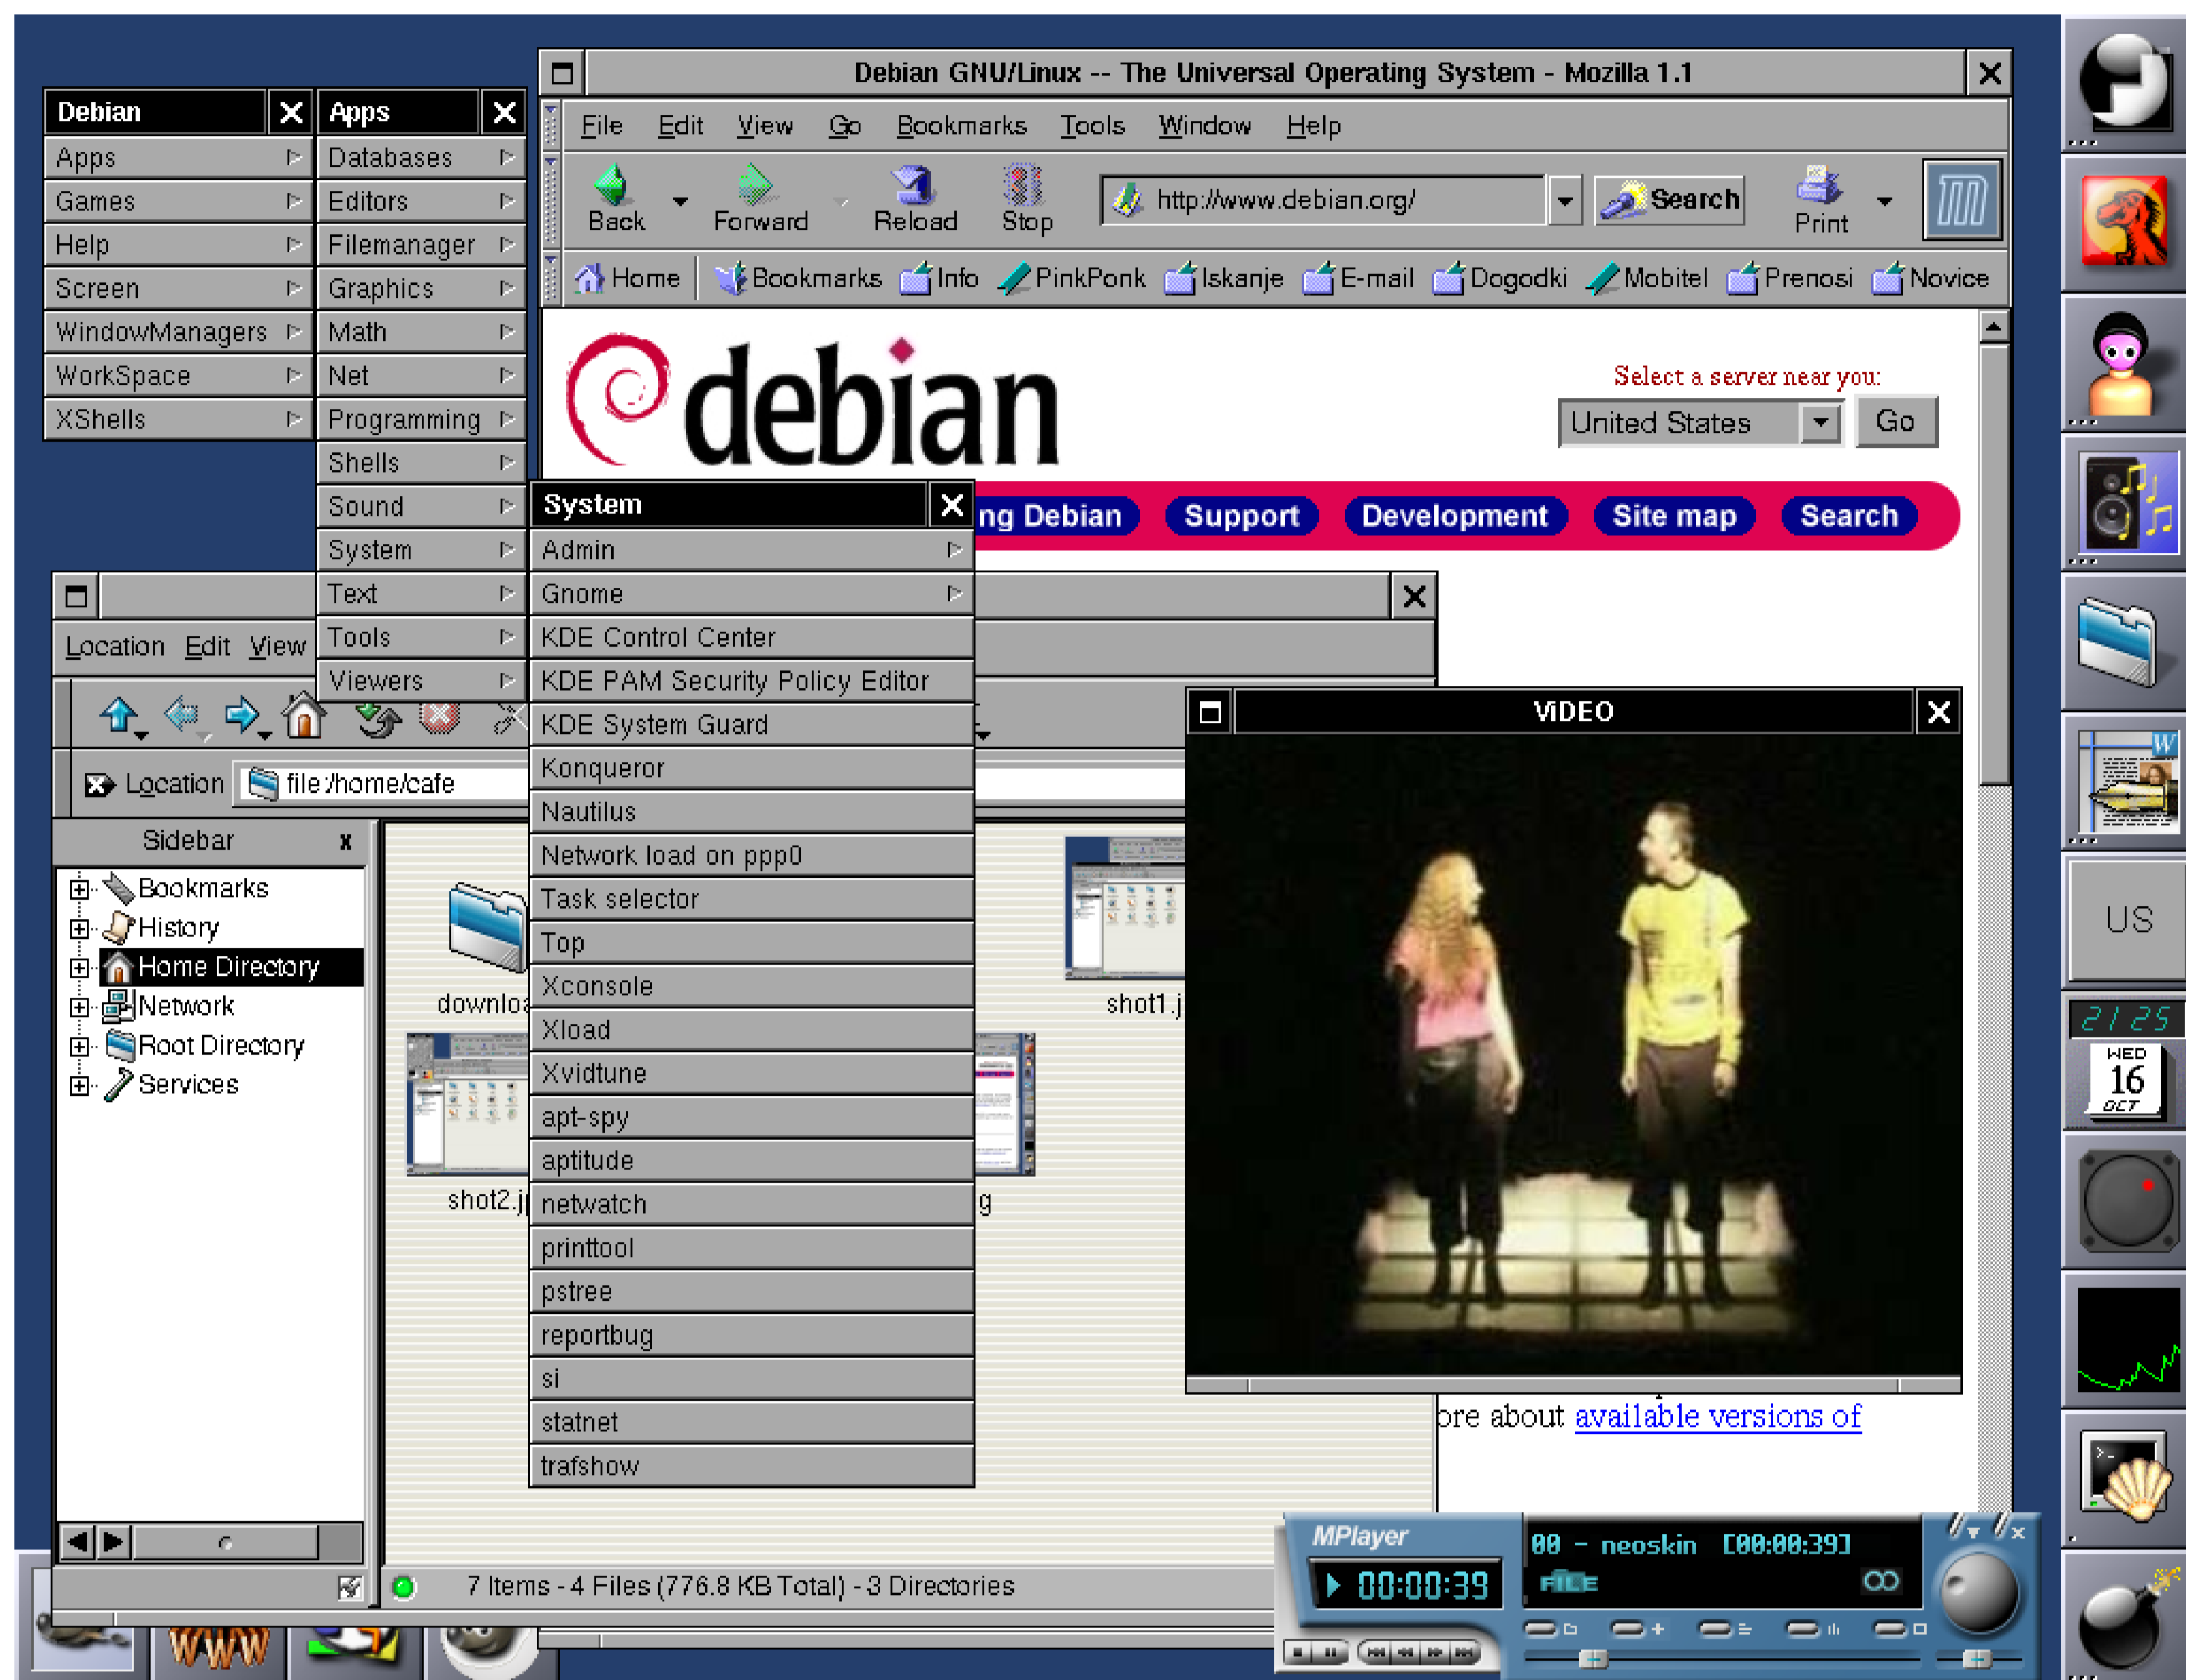 Debian GNU/Linux -- The Universal Operating System - Mozilla 1.1
File Edit View Go Bookmarks Tools Window Help
Back Forward Reload Stop http://www.debian.org/ Search Print
Home Bookmarks Info PinkPonk Iskanje E-mail Dogodki Mobitel Prenosi Novice
debian
Select a server near you:
United States Go
ng Debian Support Development Site map Search
Debian
Apps
Games
Help
Screen
WindowManagers
WorkSpace
XShells
Apps
Databases
Editors
Filemanager
Graphics
Math
Net
Programming
Shells
Sound
System
Text
Tools
Viewers
System
Admin
Gnome
KDE Control Center
KDE PAM Security Policy Editor
KDE System Guard
Konqueror
Nautilus
Network load on ppp0
Task selector
Top
Xconsole
Xload
Xvidtune
apt-spy
aptitude
netwatch
printtool
pstree
reportbug
si
statnet
trafshow
Location Edit View
Location file:/home/cafe
Sidebar
Bookmarks
History
Home Directory
Network
Root Directory
Services
downloa
shot1.j
shot2.j
g
7 Items - 4 Files (776.8 KB Total) - 3 Directories
ViDEO
ore about available versions of
MPlayer
00:00:39
00 - neoskin [00:00:39]
FILE
W
US
21 25
WED
16
OCT
WWW